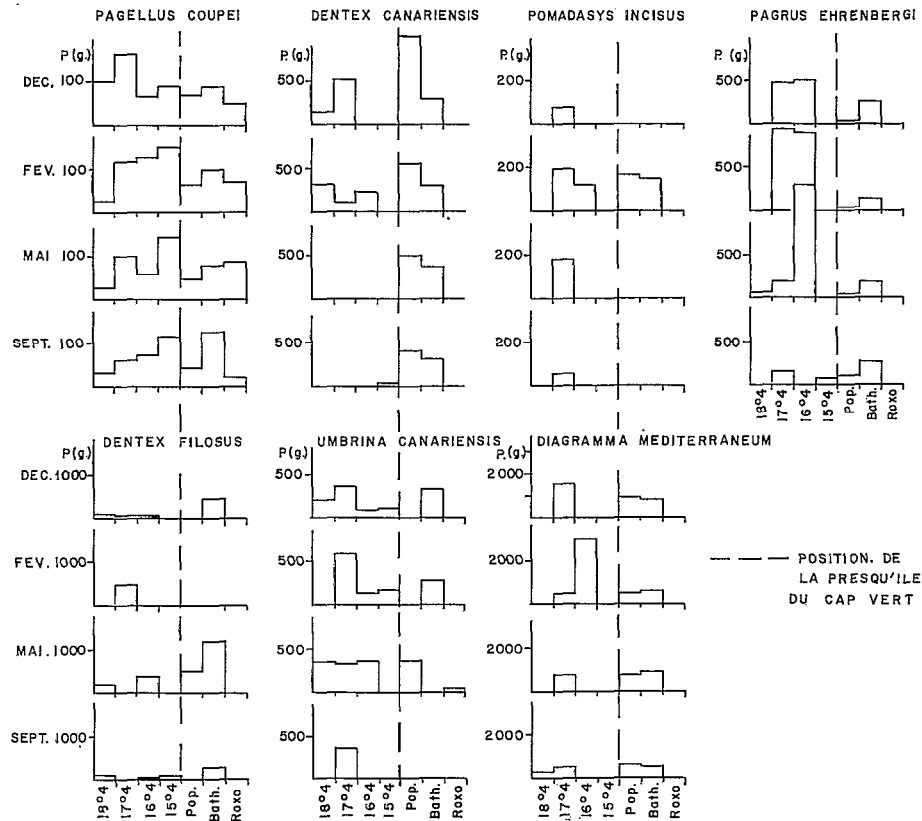 PAGELLUS COUPEI DENTEX CANARIENSIS POMADASYS INCISUS PAGRUS EHRENBERGI
P.(g.) P.(g.) P.(g.) P.(g.)
DEC. 100 500 200 500
FEV. 100 500 200 500
MAI 100 500 200 500
SEPT. 100 500 200 500
18°4 17°4 16°4 15°4 Pop. Bath. Roxo
DENTEX FILOSUS UMBRINA CANARIENSIS DIAGRAMMA MEDITERRANEUM
P.(g.) P.(g.) P.(g.)
DEC. 1000 500 2000
FEV. 1000 500 2000
MAI. 1000 500 2000
SEPT. 1000 500 2000
18°4 17°4 16°4 15°4 Pop. Bath. Roxo 18°4 17°4 16°4 15°4 Pop. Bath. Roxo 18°4 17°4 16°4 15°4 Pop. Bath. Roxo
POSITION. DE
LA PRESQU'ILE
DU CAP VERT